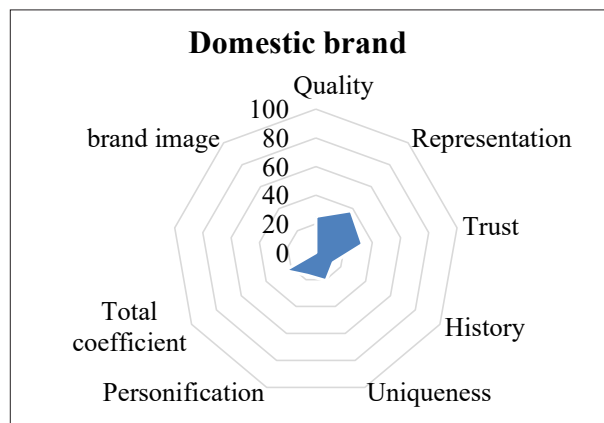 Domestic brand
Quality
100
brand image
80
Representation
60
40
20
Trust
0
Total
coefficient
History
Personification
Uniqueness